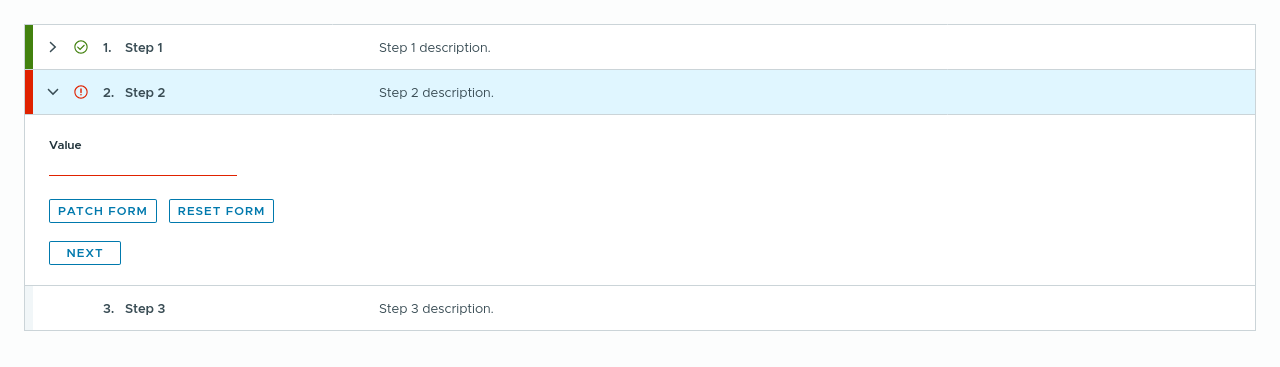 1. Step 1 Step 1 description.
2. Step 2 Step 2 description.
Value
PATCH FORM RESET FORM
NEXT
3. Step 3 Step 3 description.